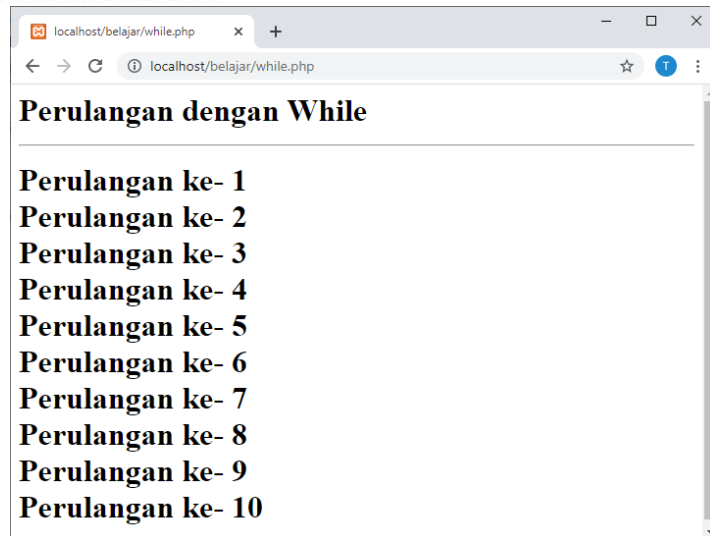 localhost/belajar/while.php
localhost/belajar/while.php
T
Perulangan dengan While
Perulangan ke- 1
Perulangan ke- 2
Perulangan ke- 3
Perulangan ke- 4
Perulangan ke- 5
Perulangan ke- 6
Perulangan ke- 7
Perulangan ke- 8
Perulangan ke- 9
Perulangan ke- 10